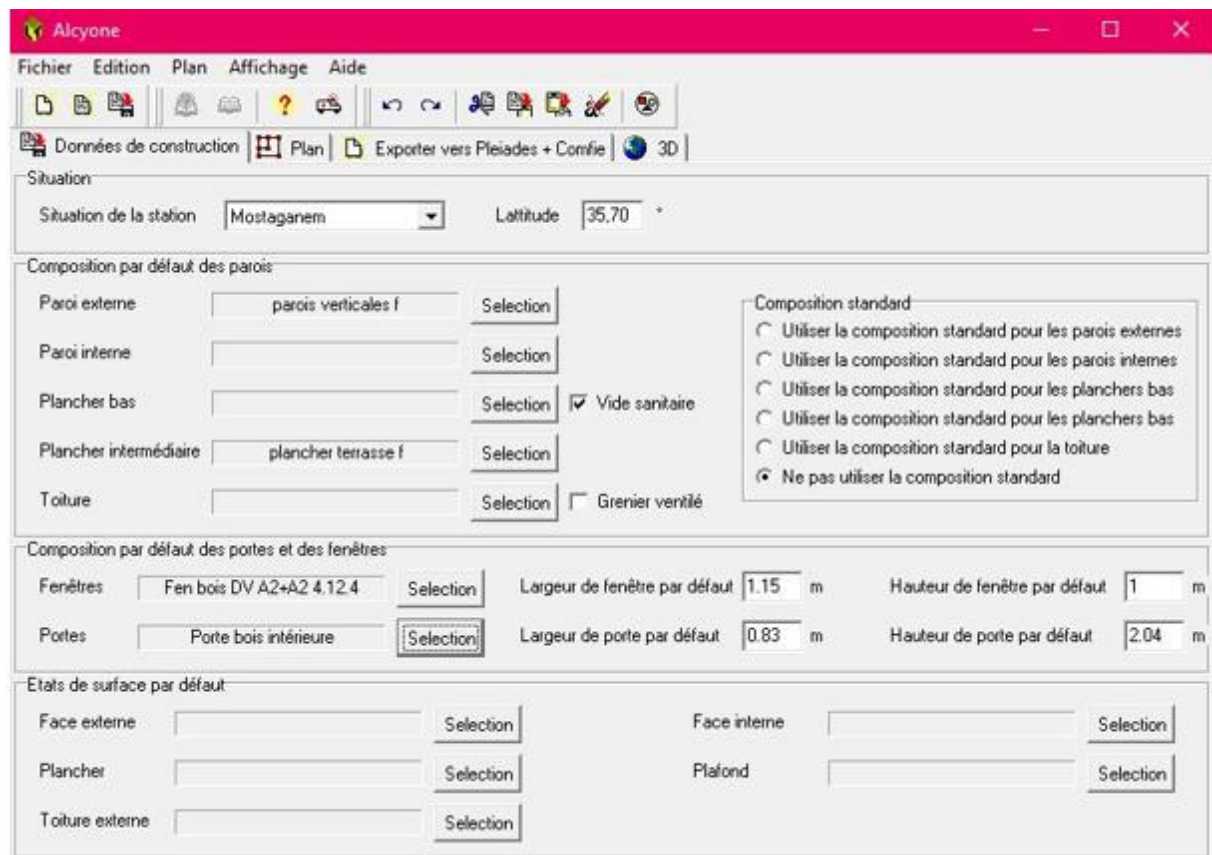 Alcyone
Fichier Edition Plan Affichage Aide
Données de construction Plan Exporter vers Pleiades + Comfie 3D
Situation
Situation de la station Mostaganem Lattitude 35,70 °
Composition par défaut des parois
Paroi externe parois verticales f Selection
Paroi interne Selection
Plancher bas Selection Vide sanitaire
Plancher intermédiaire plancher terrasse f Selection
Toiture Selection Grenier ventilé
Composition standard
Utiliser la composition standard pour les parois externes
Utiliser la composition standard pour les parois internes
Utiliser la composition standard pour les planchers bas
Utiliser la composition standard pour les planchers bas
Utiliser la composition standard pour la toiture
Ne pas utiliser la composition standard
Composition par défaut des portes et des fenêtres
Fenêtres Fen bois DV A2+A2 4.12.4 Selection Largeur de fenêtre par défaut 1.15 m Hauteur de fenêtre par défaut 1 m
Portes Porte bois intérieure Selection Largeur de porte par défaut 0.83 m Hauteur de porte par défaut 2.04 m
Etats de surface par défaut
Face externe Selection Face interne Selection
Plancher Selection Plafond Selection
Toiture externe Selection